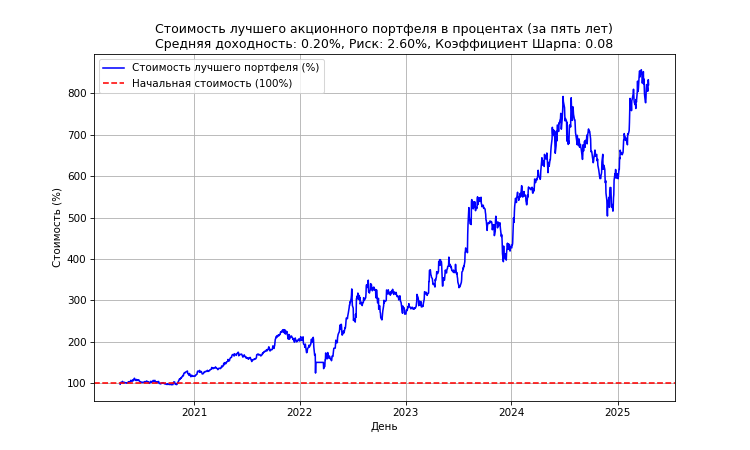 Стоимость лучшего акционного портфеля в процентах (за пять лет)
Средняя доходность: 0.20%, Риск: 2.60%, Коэффициент Шарпа: 0.08
Стоимость лучшего портфеля (%)
Начальная стоимость (100%)
Стоимость (%)
800
700
600
500
400
300
200
100
2021
2022
2023
2024
2025
День